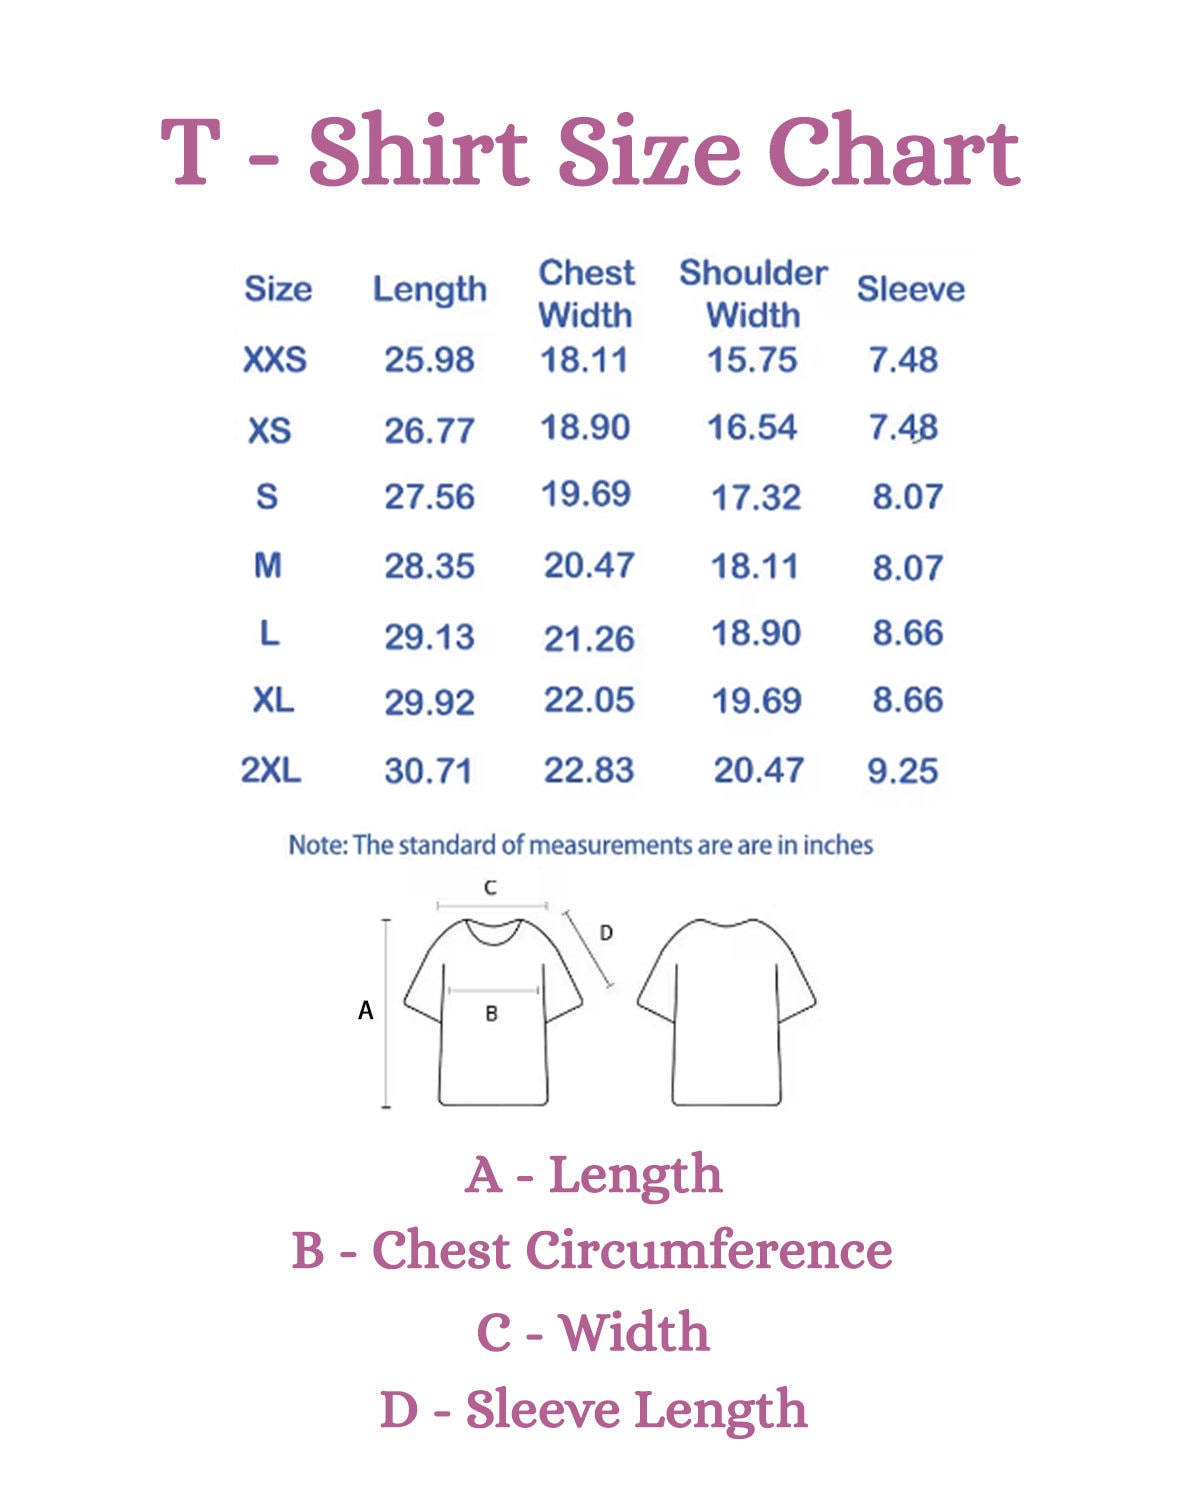 T - Shirt Size Chart
Size Length Chest Width Shoulder Width Sleeve
XXS 25.98 18.11 15.75 7.48
XS 26.77 18.90 16.54 7.48
S 27.56 19.69 17.32 8.07
M 28.35 20.47 18.11 8.07
L 29.13 21.26 18.90 8.66
XL 29.92 22.05 19.69 8.66
2XL 30.71 22.83 20.47 9.25
Note: The standard of measurements are are in inches
C
D
A
B
A - Length
B - Chest Circumference
C - Width
D - Sleeve Length